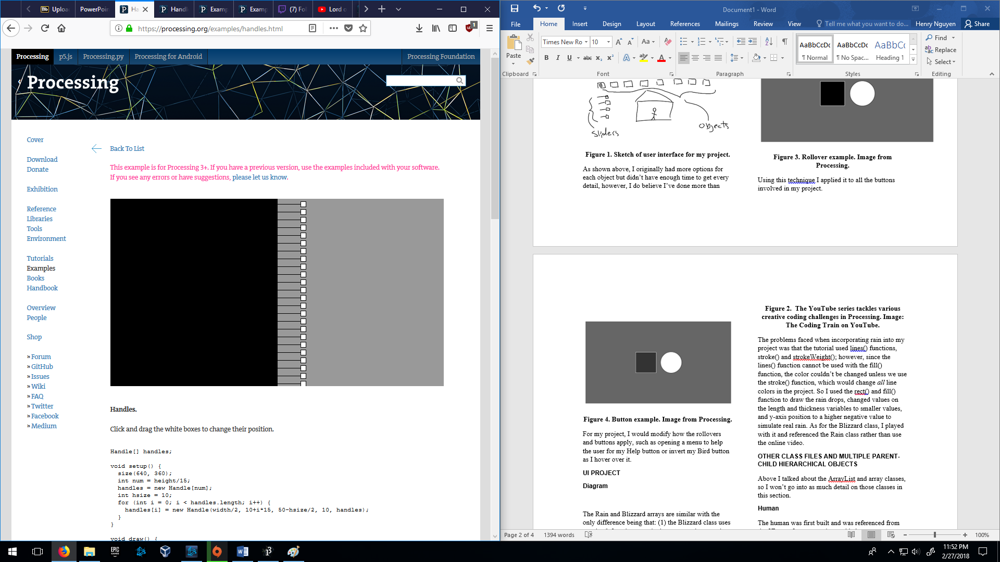 Uploa
PowerPoin
Ha
Handl
Examp
Examp
(7) Fol
Lord o
https://processing.org/examples/handles.html
1
Processing
p5.js
Processing.py
Processing for Android
Processing Foundation
Processing
Cover
Download
Donate
Exhibition
Reference
Libraries
Tools
Environment
Tutorials
Examples
Books
Handbook
Overview
People
Shop
» Forum
» GitHub
» Issues
» Wiki
» FAQ
» Twitter
» Facebook
» Medium
Back To List
This example is for Processing 3+. If you have a previous version, use the examples included with your software.
If you see any errors or have suggestions, please let us know.
Handles.
Click and drag the white boxes to change their position.
Handle[] handles;
void setup() {
size(640, 360);
int num = height/15;
handles = new Handle[num];
int hsize = 10;
for (int i = 0; i < handles.length; i++) {
handles[i] = new Handle(width/2, 10+i*15, 50-hsize/2, 10, handles);
}
}
void draw() {
Document1 - Word
File
Home
Insert
Design
Layout
References
Mailings
Review
View
Tell me what you want to do...
Henry Nguyen
Share
Paste
Times New Ro
10
Aa
B I U abc x₂ x²
AaBbCcDc
¶ Normal
AaBbCcDc
¶ No Spac...
AaBbCc
Heading 1
Find
Replace
Select
Clipboard
Font
Paragraph
Styles
Editing
sliders
objects
Figure 1. Sketch of user interface for my project.
As shown above, I originally had more options for
each object but didn't have enough time to get every
detail, however, I do believe I've done more than
Figure 3. Rollover example. Image from
Processing.
Using this technique I applied it to all the buttons
involved in my project.
Figure 4. Button example. Image from Processing.
For my project, I would modify how the rollovers
and buttons apply, such as opening a menu to help
the user for my Help button or invert my Bird button
as I hover over it.
UI PROJECT
Diagram
The Rain and Blizzard arrays are similar with the
only difference being that: (1) the Blizzard class uses
Figure 2.  The YouTube series tackles various
creative coding challenges in Processing. Image:
The Coding Train on YouTube.
The problems faced when incorporating rain into my
project was that the tutorial used lines() functions,
stroke() and strokeWeight(); however, since the
lines() function cannot be used with the fill()
function, the color couldn't be changed unless we use
the stroke() function, which would change all line
colors in the project. So I used the rect() and fill()
function to draw the rain drops, changed values on
the length and thickness variables to smaller values,
and y-axis position to a higher negative value to
simulate real rain. As for the Blizzard class, I played
with it and referenced the Rain class rather than use
the online video.
OTHER CLASS FILES AND MULTIPLE PARENT-
CHILD HIERARCHICAL OBJECTS
Above I talked about the ArrayList and array classes,
so I won't go into as much detail on those classes in
this section.
Human
The human was first built and was referenced from
Page 2 of 4
1394 words
100%
EPIC GAMES
11:52 PM
2/27/2018